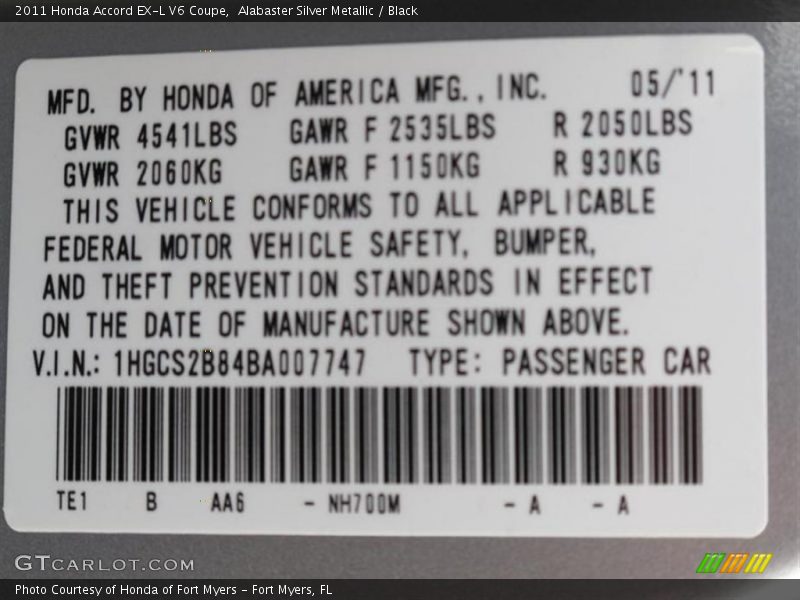 2011 Honda Accord EX-L V6 Coupe,  Alabaster Silver Metallic / Black
MFD. BY HONDA OF AMERICA MFG., INC. 05/'11
GVWR 4541LBS GAWR F 2535LBS R 2050LBS
GVWR 2060KG GAWR F 1150KG R 930KG
THIS VEHICLE CONFORMS TO ALL APPLICABLE
FEDERAL MOTOR VEHICLE SAFETY, BUMPER,
AND THEFT PREVENTION STANDARDS IN EFFECT
ON THE DATE OF MANUFACTURE SHOWN ABOVE.
V.I.N.: 1HGCS2B84BA007747 TYPE: PASSENGER CAR
TE1 B AA6 - NH700M - A - A
GTCARLOT.COM
Photo Courtesy of Honda of Fort Myers - Fort Myers, FL